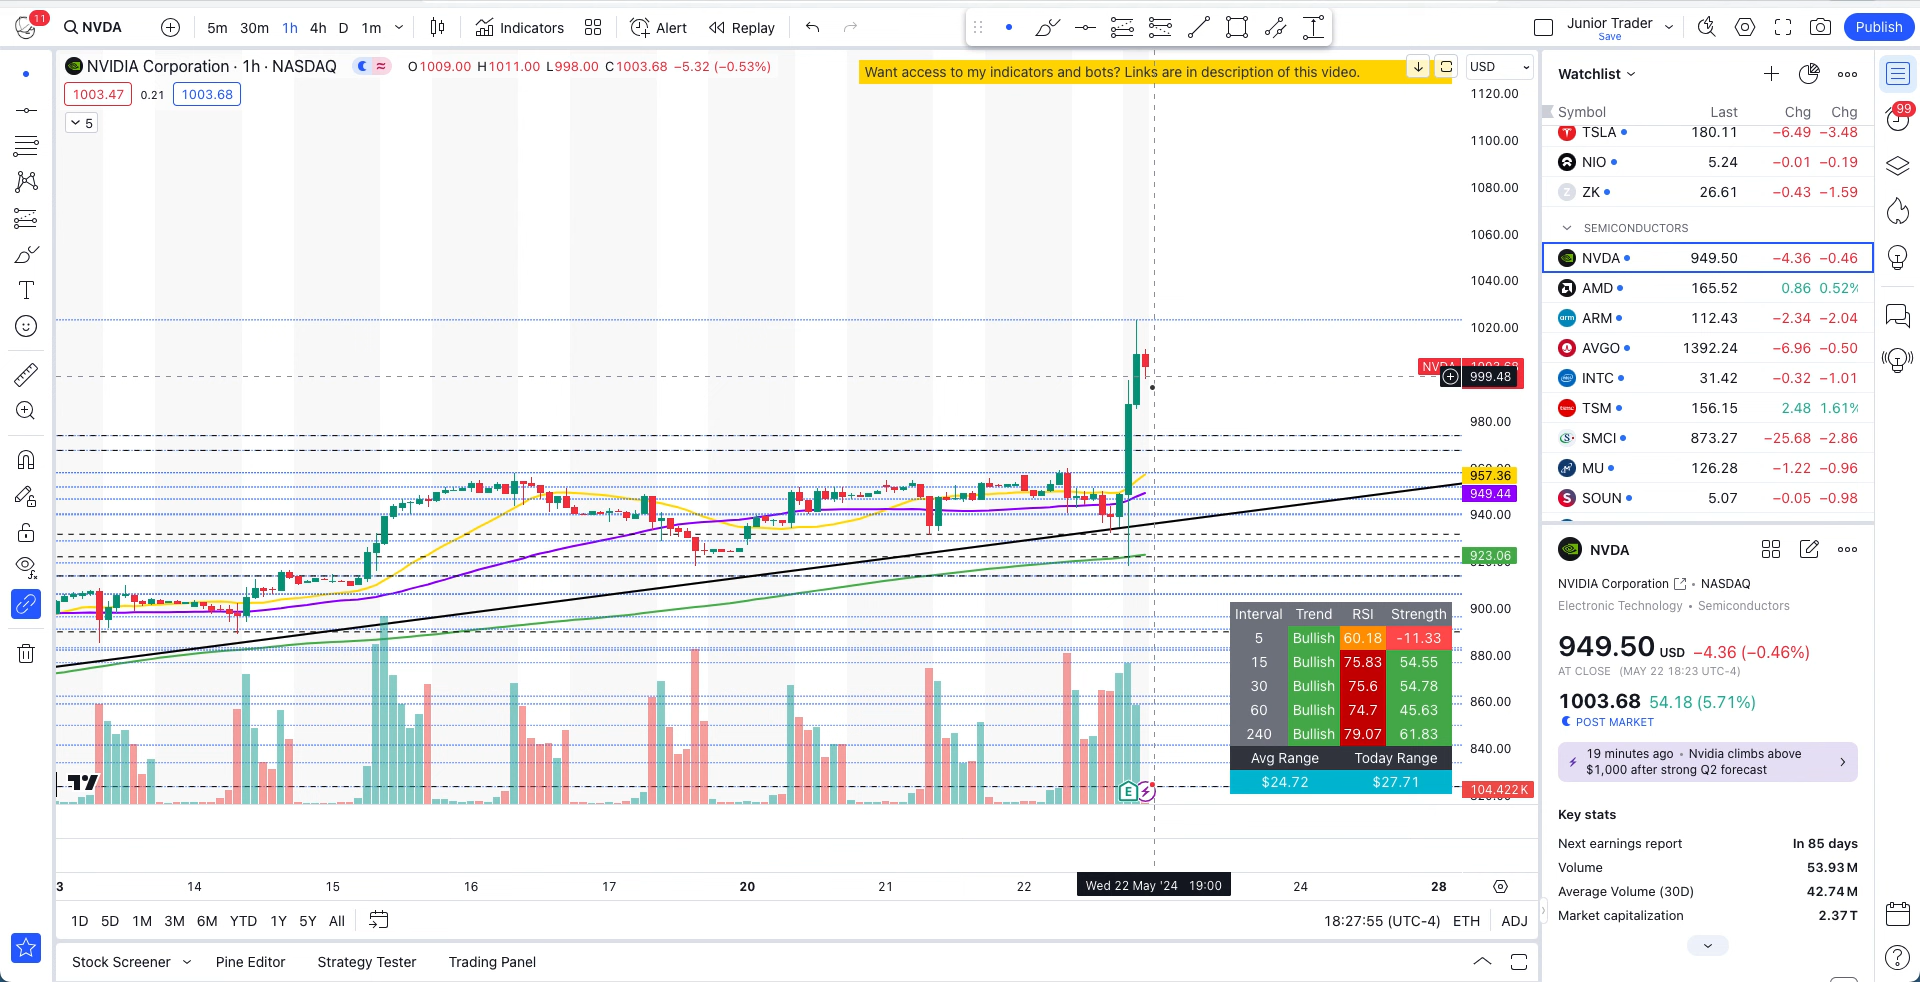 11
NVDA
5m 30m 1h 4h D 1m
Indicators
Alert
Replay
Junior Trader
Save
Publish
NVIDIA Corporation · 1h · NASDAQ
O1009.00 H1011.00 L998.00 C1003.68 −5.32 (−0.53%)
1003.47 0.21 1003.68
5
Want access to my indicators and bots? Links are in description of this video.
USD
1120.00
1100.00
1080.00
1060.00
1040.00
1020.00
NVDA 1003.68
999.48
980.00
957.36
949.44
940.00
923.06
900.00
880.00
860.00
840.00
104.422K
Interval Trend RSI Strength
5 Bullish 60.18 -11.33
15 Bullish 75.83 54.55
30 Bullish 75.6 54.78
60 Bullish 74.7 45.63
240 Bullish 79.07 61.83
Avg Range Today Range
$24.72 $27.71
E
3 14 15 16 17 20 21 22 Wed 22 May '24 19:00 24 28
1D 5D 1M 3M 6M YTD 1Y 5Y All
18:27:55 (UTC-4) ETH ADJ
Stock Screener Pine Editor Strategy Tester Trading Panel
Watchlist
Symbol Last Chg Chg
TSLA 180.11 −6.49 −3.48
NIO 5.24 −0.01 −0.19
ZK 26.61 −0.43 −1.59
SEMICONDUCTORS
NVDA 949.50 −4.36 −0.46
AMD 165.52 0.86 0.52%
ARM 112.43 −2.34 −2.04
AVGO 1392.24 −6.96 −0.50
INTC 31.42 −0.32 −1.01
TSM 156.15 2.48 1.61%
SMCI 873.27 −25.68 −2.86
MU 126.28 −1.22 −0.96
SOUN 5.07 −0.05 −0.98
NVDA
NVIDIA Corporation • NASDAQ
Electronic Technology • Semiconductors
949.50 USD −4.36 (−0.46%)
AT CLOSE (MAY 22 18:23 UTC-4)
1003.68 54.18 (5.71%)
POST MARKET
19 minutes ago • Nvidia climbs above
$1,000 after strong Q2 forecast
Key stats
Next earnings report In 85 days
Volume 53.93M
Average Volume (30D) 42.74M
Market capitalization 2.37T
99